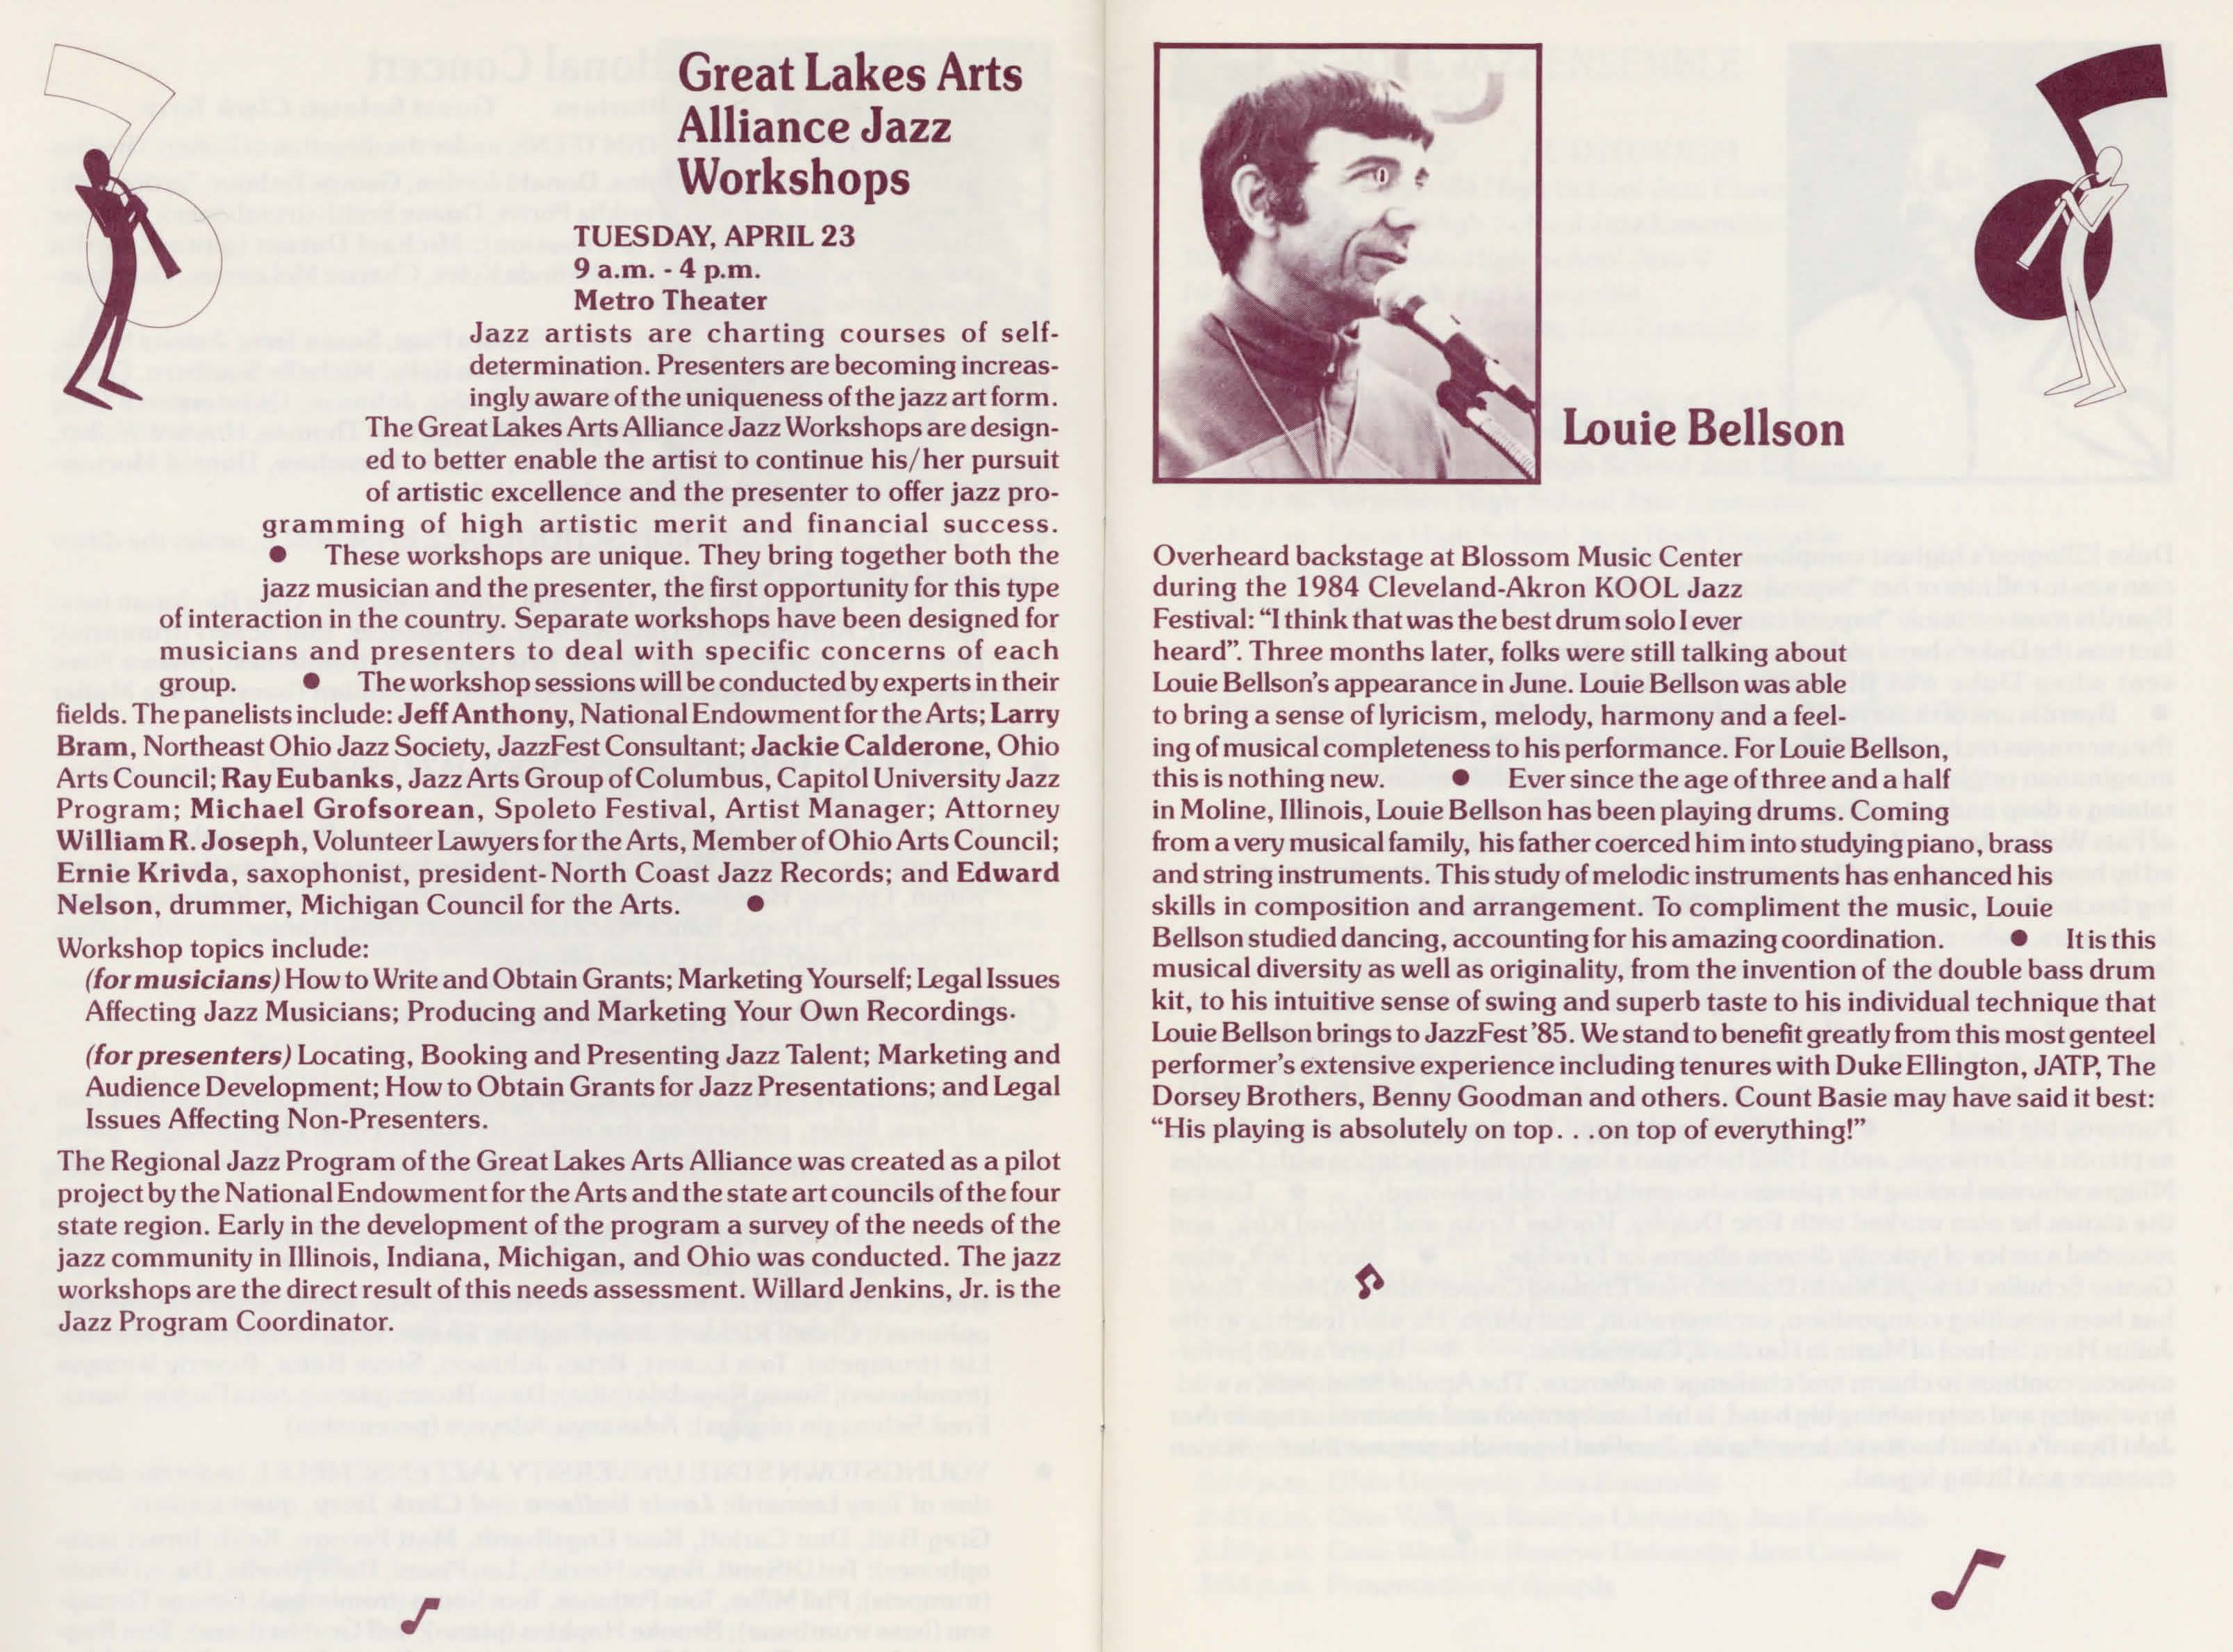 Great Lakes Arts
Alliance Jazz
Workshops
TUESDAY, APRIL 23
9 a.m. - 4 p.m.
Metro Theater
Jazz artists are charting courses of self-
determination. Presenters are becoming increas-
ingly aware of the uniqueness of the jazz art form.
The Great Lakes Arts Alliance Jazz Workshops are design-
ed to better enable the artist to continue his/her pursuit
of artistic excellence and the presenter to offer jazz pro-
gramming of high artistic merit and financial success.
● These workshops are unique. They bring together both the
jazz musician and the presenter, the first opportunity for this type
of interaction in the country. Separate workshops have been designed for
musicians and presenters to deal with specific concerns of each
group. ● The workshop sessions will be conducted by experts in their
fields. The panelists include: Jeff Anthony, National Endowment for the Arts; Larry
Bram, Northeast Ohio Jazz Society, JazzFest Consultant; Jackie Calderone, Ohio
Arts Council; Ray Eubanks, Jazz Arts Group of Columbus, Capitol University Jazz
Program; Michael Grofsorean, Spoleto Festival, Artist Manager; Attorney
William R. Joseph, Volunteer Lawyers for the Arts, Member of Ohio Arts Council;
Ernie Krivda, saxophonist, president-North Coast Jazz Records; and Edward
Nelson, drummer, Michigan Council for the Arts. ●
Workshop topics include:
(for musicians) How to Write and Obtain Grants; Marketing Yourself; Legal Issues
Affecting Jazz Musicians; Producing and Marketing Your Own Recordings.
(for presenters) Locating, Booking and Presenting Jazz Talent; Marketing and
Audience Development; How to Obtain Grants for Jazz Presentations; and Legal
Issues Affecting Non-Presenters.
The Regional Jazz Program of the Great Lakes Arts Alliance was created as a pilot
project by the National Endowment for the Arts and the state art councils of the four
state region. Early in the development of the program a survey of the needs of the
jazz community in Illinois, Indiana, Michigan, and Ohio was conducted. The jazz
workshops are the direct result of this needs assessment. Willard Jenkins, Jr. is the
Jazz Program Coordinator.
Louie Bellson
Overheard backstage at Blossom Music Center
during the 1984 Cleveland-Akron KOOL Jazz
Festival: “I think that was the best drum solo I ever
heard”. Three months later, folks were still talking about
Louie Bellson's appearance in June. Louie Bellson was able
to bring a sense of lyricism, melody, harmony and a feel-
ing of musical completeness to his performance. For Louie Bellson,
this is nothing new. ● Ever since the age of three and a half
in Moline, Illinois, Louie Bellson has been playing drums. Coming
from a very musical family, his father coerced him into studying piano, brass
and string instruments. This study of melodic instruments has enhanced his
skills in composition and arrangement. To compliment the music, Louie
Bellson studied dancing, accounting for his amazing coordination. ● It is this
musical diversity as well as originality, from the invention of the double bass drum
kit, to his intuitive sense of swing and superb taste to his individual technique that
Louie Bellson brings to JazzFest '85. We stand to benefit greatly from this most genteel
performer's extensive experience including tenures with Duke Ellington, JATP, The
Dorsey Brothers, Benny Goodman and others. Count Basie may have said it best:
“His playing is absolutely on top. . .on top of everything!”